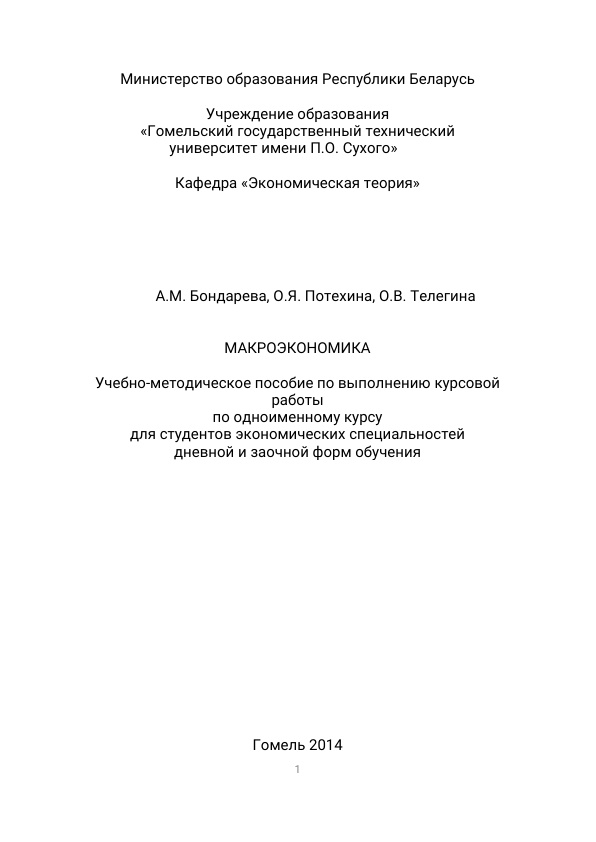 Министерство образования Республики Беларусь
Учреждение образования
«Гомельский государственный технический
университет имени П.О. Сухого»
Кафедра «Экономическая теория»
А.М. Бондарева, О.Я. Потехина, О.В. Телегина
МАКРОЭКОНОМИКА
Учебно-методическое пособие по выполнению курсовой
работы
по одноименному курсу
для студентов экономических специальностей
дневной и заочной форм обучения
Гомель 2014
1